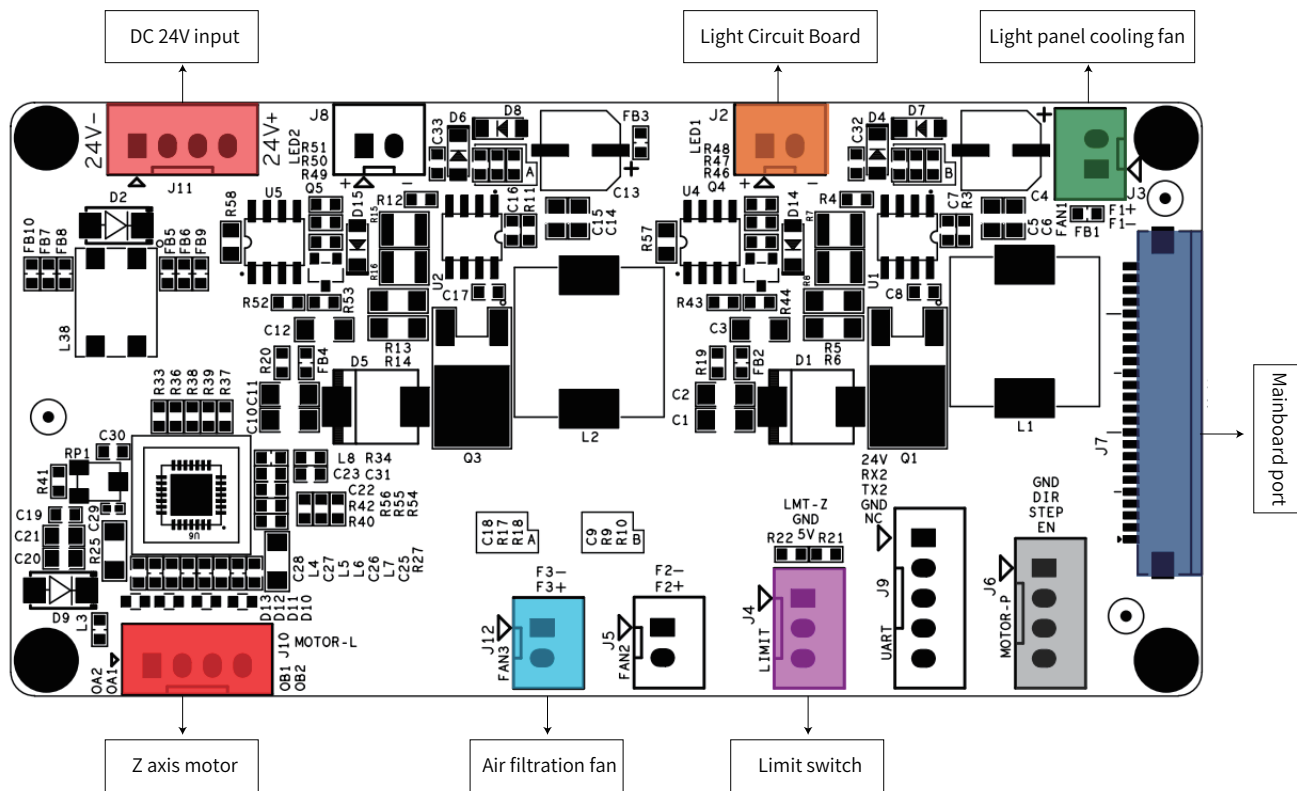 DC 24V input
Light Circuit Board
Light panel cooling fan
24V-
24V+
J11
J8
LED2
R51
R50
R49
+
-
C33
D6
D8
A
FB3
+
C13
J2
LED1
R48
R47
R46
Q4
+
-
C32
D4
D7
B
+
C4
J3
F1+
F1-
FAN1
FB1
D2
FB10
FB7
FB8
FB5
FB6
FB9
L38
R58
U5
Q5
D15
R12
R15
R16
U2
C16
R11
C15
C14
C17
R52
R53
C12
R13
R14
R20
FB4
D5
C11
C10
Q3
L2
R57
U4
D14
R4
R7
R8
U1
C7
R3
C5
C6
C8
R43
R44
C3
R5
R6
R19
FB2
D1
C2
C1
Q1
L1
J7
Mainboard port
R33
R36
R38
R39
R37
RP1
C30
R41
C19
C21
C20
C29
R25
U6
L8 R34
C23 C31
C22
R42
R40
R56
R55
R54
C28
L4
C27
L5
L6
C26
L7
C25
R27
D13
D12
D11
D10
D9
L3
OA2
OA1
J10
MOTOR-L
OB1
OB2
C18
R17
R18
A
C9
R9
R10
B
F3-
F3+
J12
FAN3
F2-
F2+
J5
FAN2
LMT-Z
GND
5V
R22
R21
J4
LIMIT
24V
RX2
TX2
GND
NC
J9
UART
GND
DIR
STEP
EN
J6
MOTOR-P
Z axis motor
Air filtration fan
Limit switch